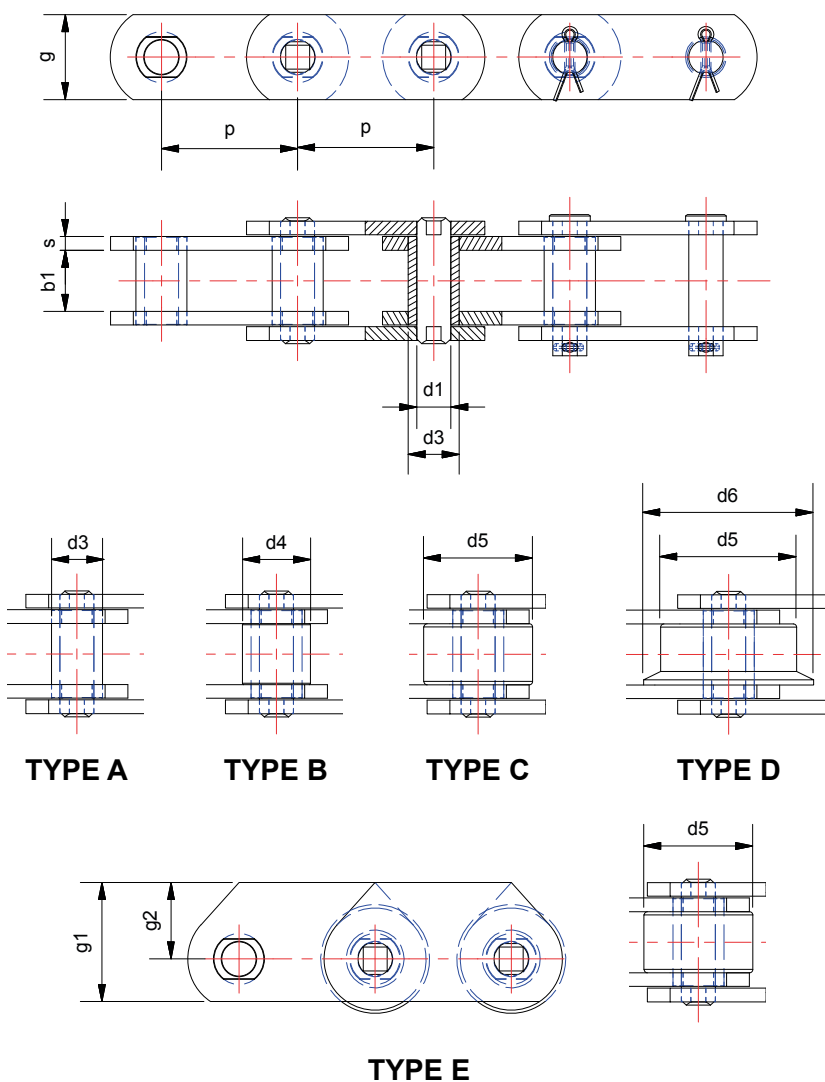 g
p
p
s
b1
d1
d3
d3
d4
d5
d6
d5
TYPE A
TYPE B
TYPE C
TYPE D
g1
g2
d5
TYPE E